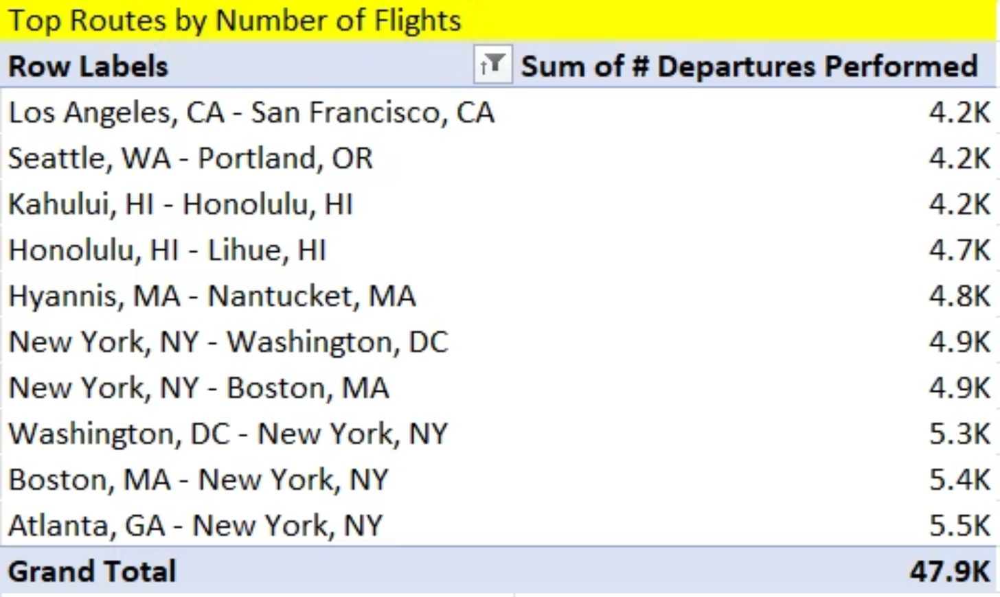 Top Routes by Number of Flights
Row Labels Sum of # Departures Performed
Los Angeles, CA - San Francisco, CA 4.2K
Seattle, WA - Portland, OR 4.2K
Kahului, HI - Honolulu, HI 4.2K
Honolulu, HI - Lihue, HI 4.7K
Hyannis, MA - Nantucket, MA 4.8K
New York, NY - Washington, DC 4.9K
New York, NY - Boston, MA 4.9K
Washington, DC - New York, NY 5.3K
Boston, MA - New York, NY 5.4K
Atlanta, GA - New York, NY 5.5K
Grand Total 47.9K